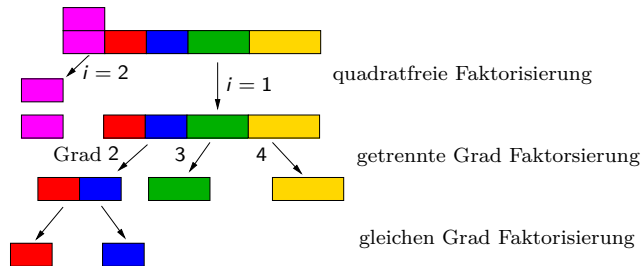 i = 2
i = 1
quadratfreie Faktorisierung
Grad 2
3
4
getrennte Grad Faktorsierung
gleichen Grad Faktorisierung